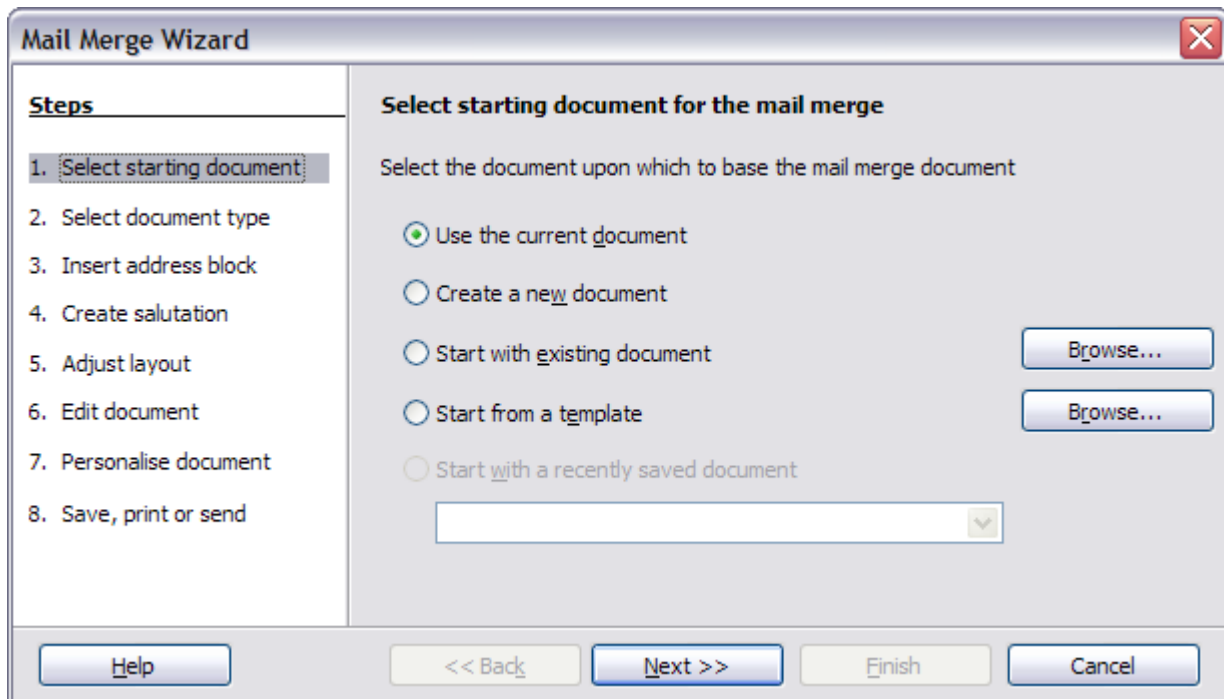 Mail Merge Wizard
Steps
1. Select starting document
2. Select document type
3. Insert address block
4. Create salutation
5. Adjust layout
6. Edit document
7. Personalise document
8. Save, print or send
Select starting document for the mail merge
Select the document upon which to base the mail merge document
Use the current document
Create a new document
Start with existing document
Browse...
Start from a template
Browse...
Start with a recently saved document
Help
<< Back
Next >>
Finish
Cancel